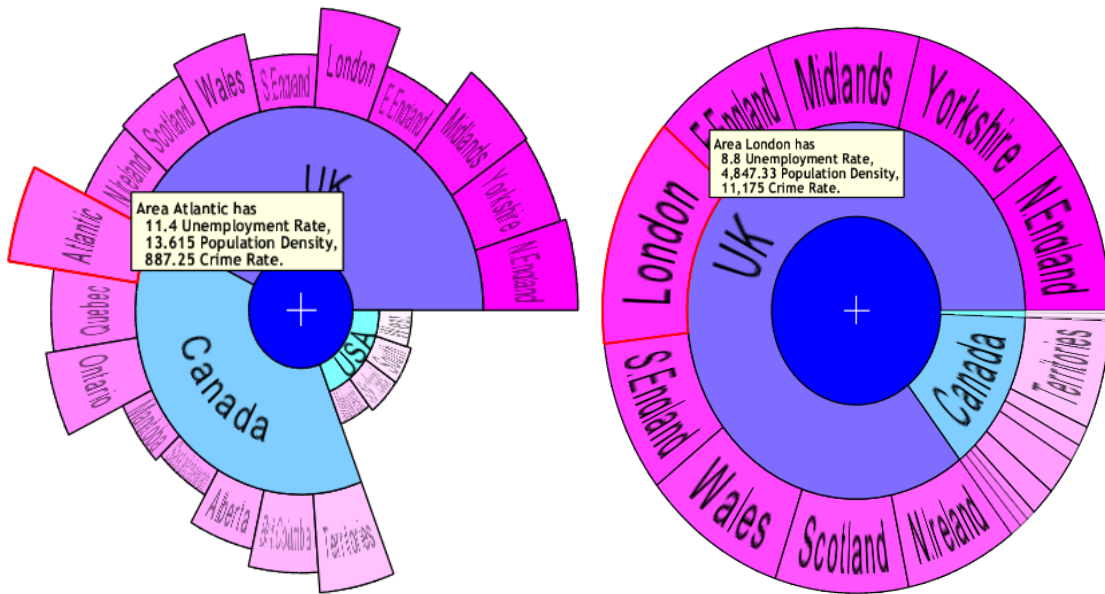 London
Wales
S.England
E.England
Scotland
Midlands
N.Ireland
UK
Yorkshire
Area Atlantic has
11.4 Unemployment Rate,
13.615 Population Density,
887.25 Crime Rate.
Atlantic
N.England
Quebec
USA
West
Canada
Ontario
Manitoba
Alberta
Territories
Midlands
E.England
Yorkshire
Area London has
8.8 Unemployment Rate,
4,847.33 Population Density,
11,175 Crime Rate.
London
UK
N.England
Territories
Canada
S.England
Wales
N.Ireland
Scotland